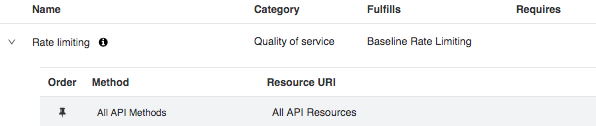 Name Category Fulfills Requires
Rate limiting Quality of service Baseline Rate Limiting
Order Method Resource URI
All API Methods All API Resources